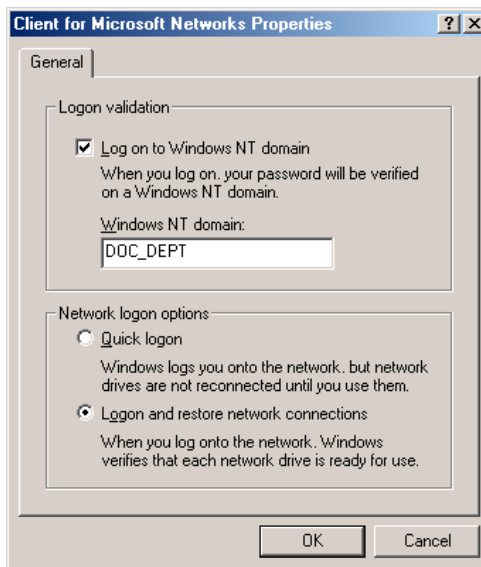 Client for Microsoft Networks Properties
General
Logon validation
Log on to Windows NT domain
When you log on, your password will be verified
on a Windows NT domain.
Windows NT domain:
DOC_DEPT
Network logon options
Quick logon
Windows logs you onto the network, but network
drives are not reconnected until you use them.
Logon and restore network connections
When you log onto the network, Windows
verifies that each network drive is ready for use.
OK
Cancel